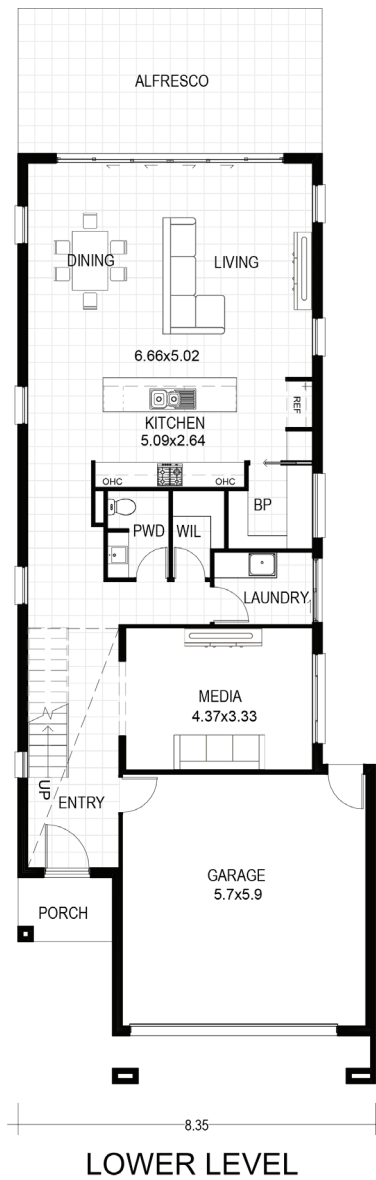 ALFRESCO
DINING
LIVING
6.66x5.02
REF
KITCHEN
5.09x2.64
OHC
OHC
BP
PWD
WIL
LAUNDRY
MEDIA
4.37x3.33
UP
ENTRY
GARAGE
5.7x5.9
PORCH
8.35
LOWER LEVEL